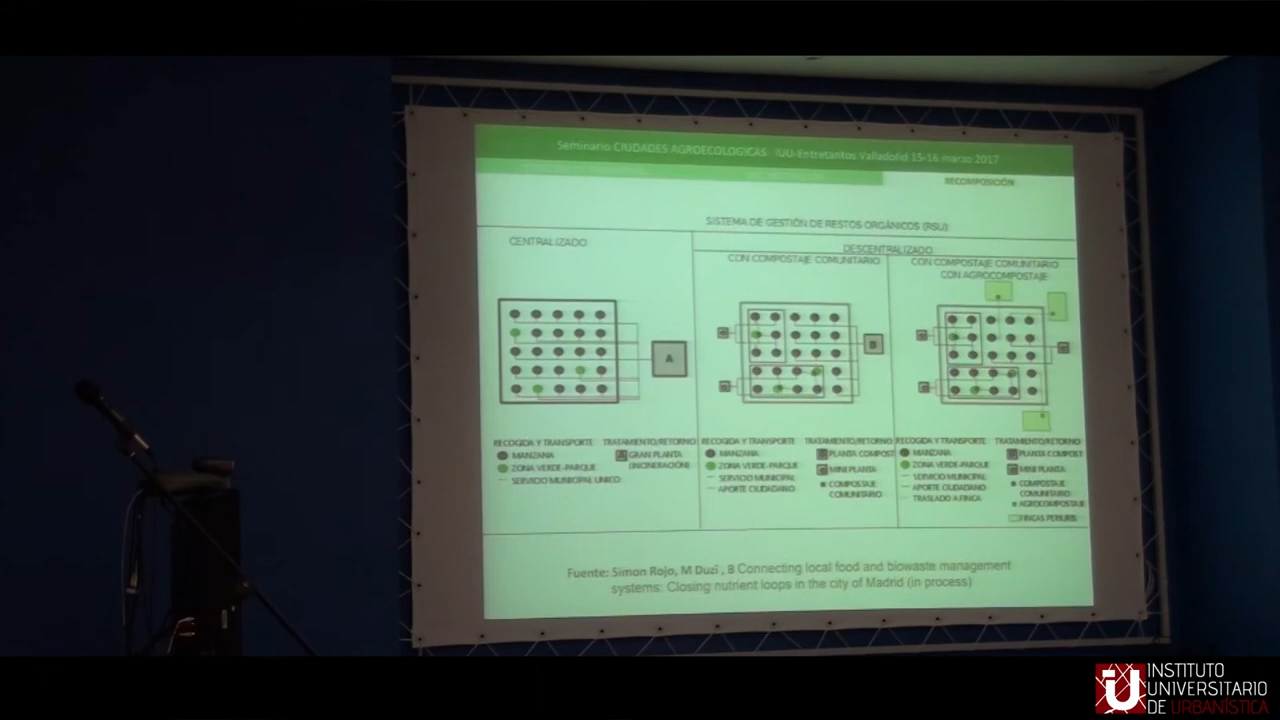 Seminario CIUDADES AGROECOLOGICAS IUU-Entretantos Valladolid 15-16 marzo 2017
RECOMPOSICIÓN
SISTEMA DE GESTIÓN DE RESTOS ORGÁNICOS (RSU)
CENTRALIZADO
DESCENTRALIZADO
CON COMPOSTAJE COMUNITARIO
CON COMPOSTAJE COMUNITARIO
CON AGROCOMPOSTAJE
A
B
RECOGIDA Y TRANSPORTE
MANZANA
ZONA VERDE-PARQUE
SERVICIO MUNICIPAL UNICO
TRATAMIENTO/RETORNO
A GRAN PLANTA
(INCINERACIÓN)
RECOGIDA Y TRANSPORTE
MANZANA
ZONA VERDE-PARQUE
SERVICIO MUNICIPAL
APORTE CIUDADANO
TRATAMIENTO/RETORNO
PLANTA COMPOST
MINI PLANTA
COMPOSTAJE
COMUNITARIO
RECOGIDA Y TRANSPORTE
MANZANA
ZONA VERDE-PARQUE
SERVICIO MUNICIPAL
APORTE CIUDADANO
TRASLADO A FINCA
TRATAMIENTO/RETORNO
PLANTA COMPOST
MINI PLANTA
COMPOSTAJE
COMUNITARIO
AGROCOMPOSTAJE
FINCAS PERIURB.
Fuente: Simon Rojo, M Duzi , B Connecting local food and biowaste management
systems: Closing nutrient loops in the city of Madrid (in process)
iU INSTITUTO
UNIVERSITARIO
DE URBANÍSTICA